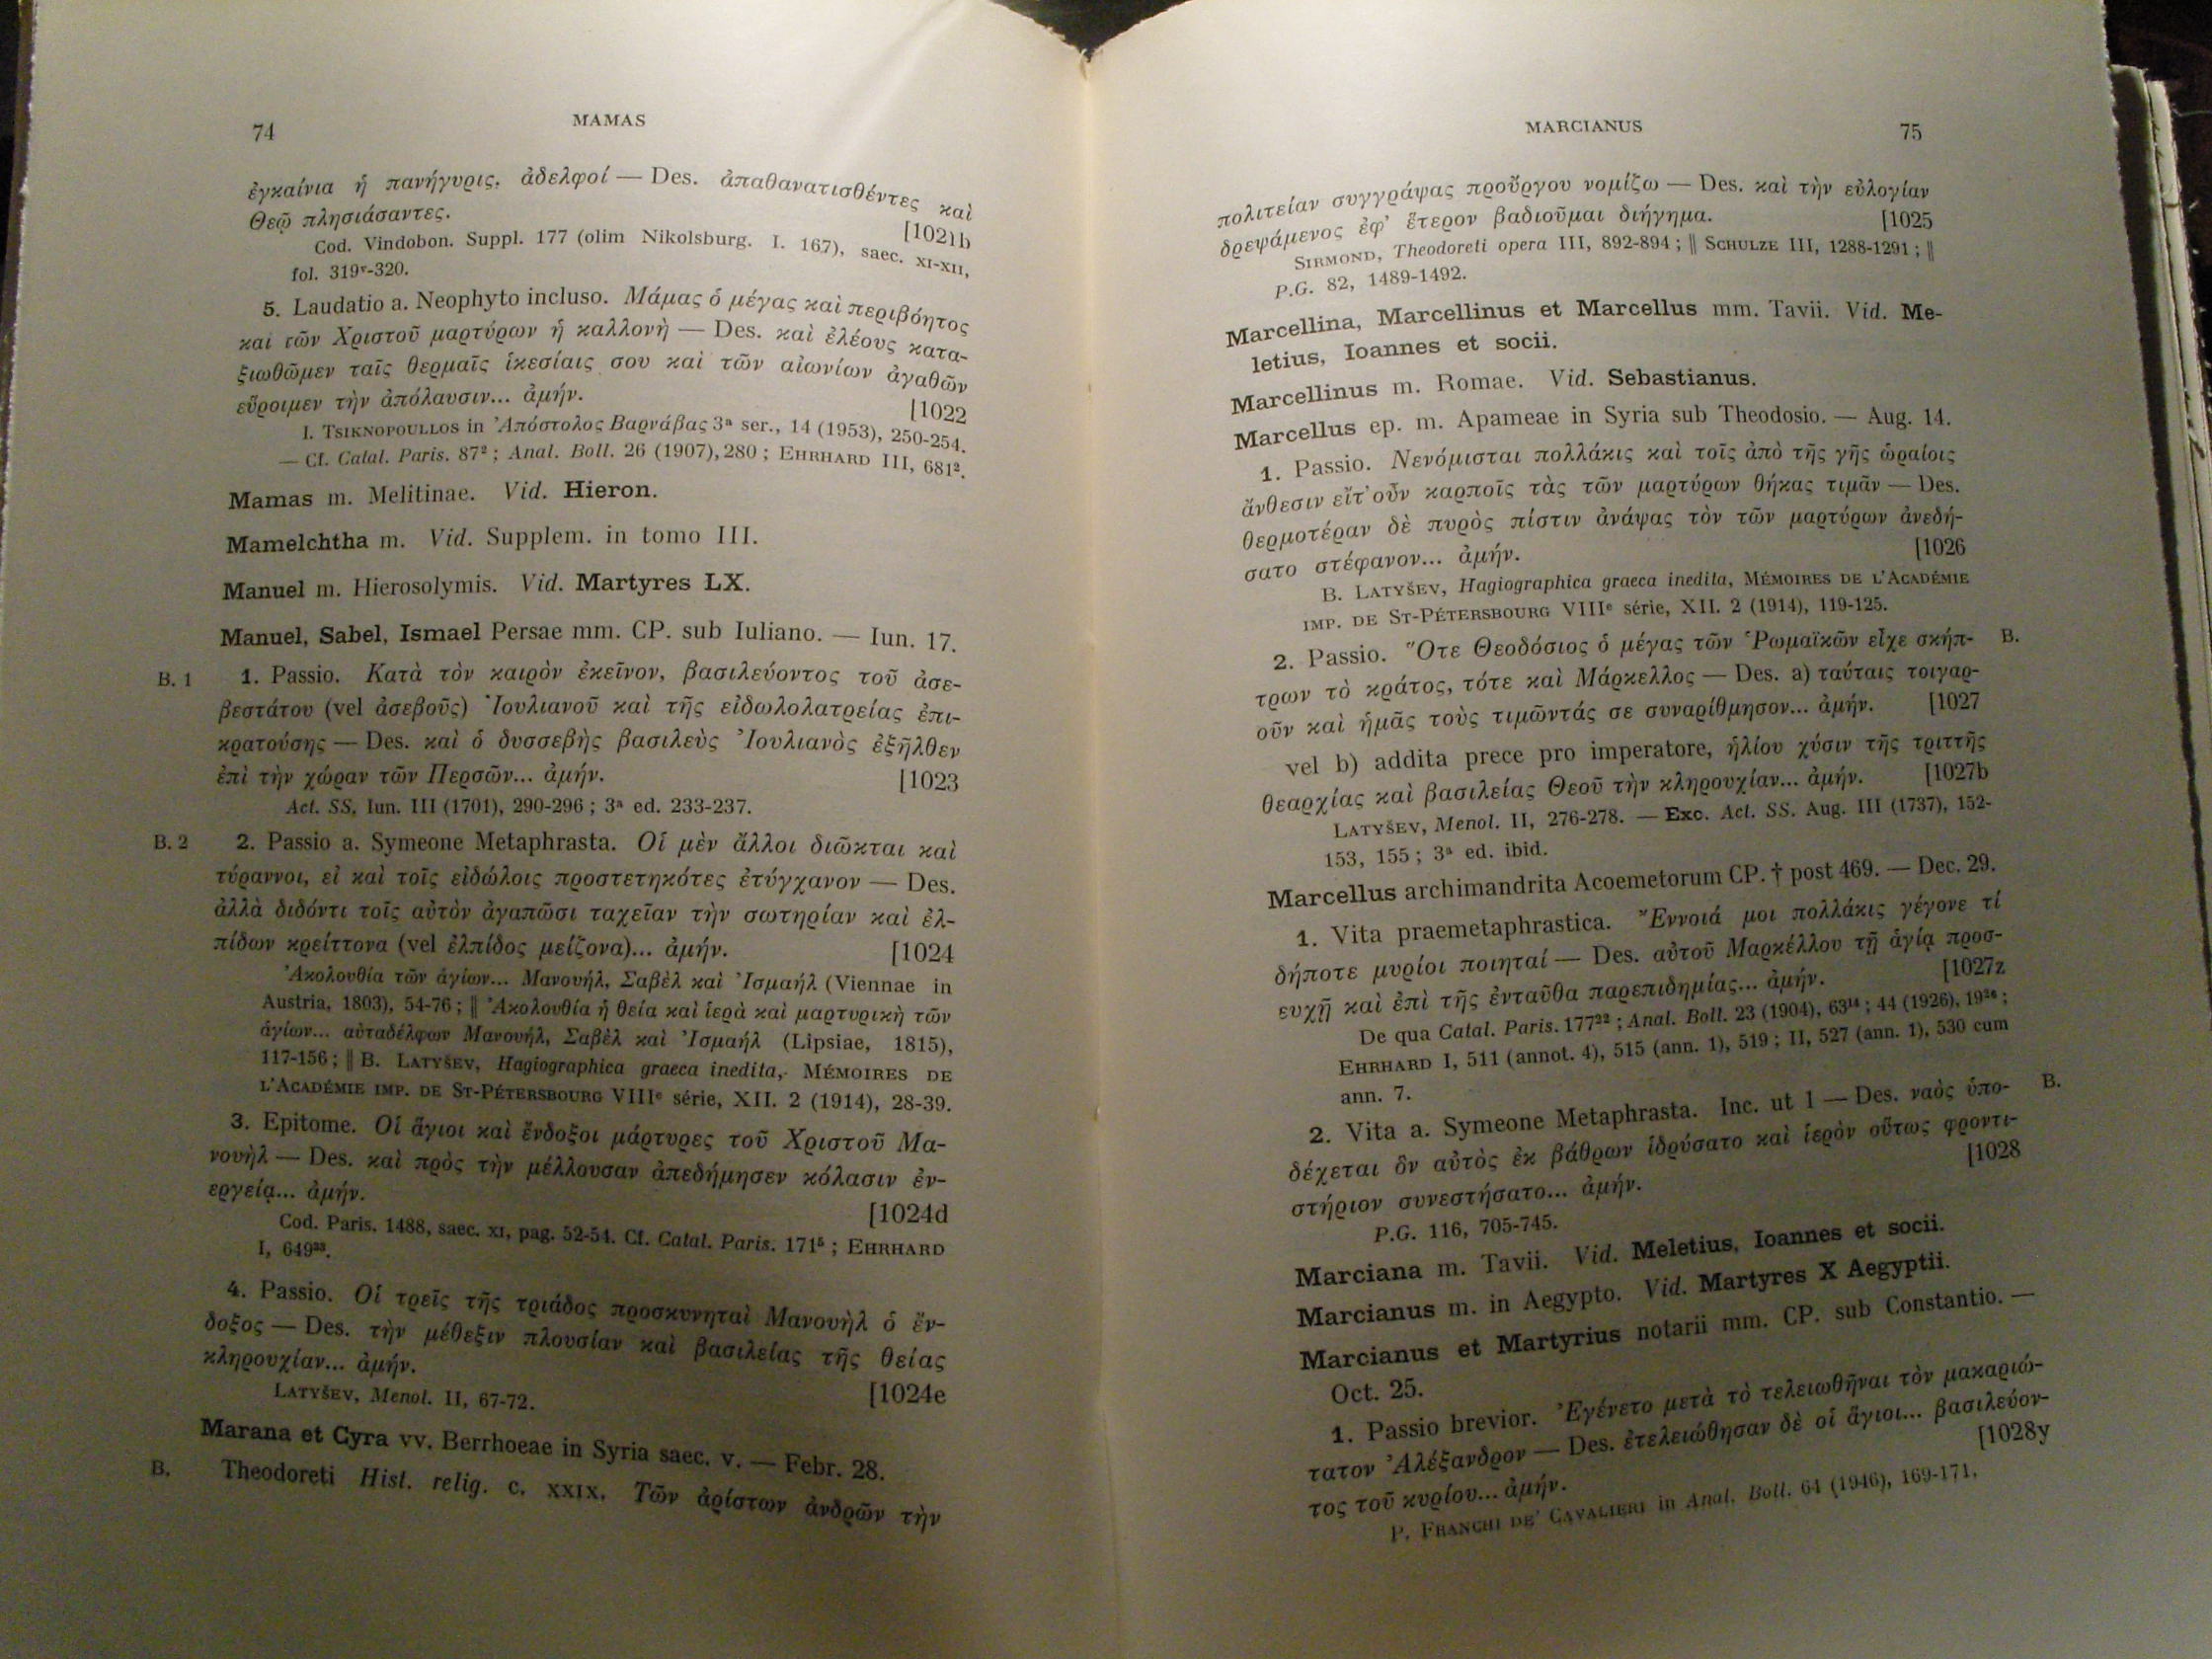 74
MAMAS
ἐγκαίνια ἡ πανήγυρις, ἀδελφοί — Des. ἀπαθανατισθέντες καὶ
Θεῷ πλησιάσαντες. [1021b
Cod. Vindobon. Suppl. 177 (olim Nikolsburg. I. 167), saec. XI-XII,
fol. 319ᵛ-320.
5. Laudatio a. Neophyto incluso. Μάμας ὁ μέγας καὶ περιβόητος
καὶ τῶν Χριστοῦ μαρτύρων ἡ καλλονὴ — Des. καὶ ἐλέους κατα-
ξιωθῶμεν ταῖς θερμαῖς ἱκεσίαις σου καὶ τῶν αἰωνίων ἀγαθῶν
εὕροιμεν τὴν ἀπόλαυσιν... ἀμήν. [1022
I. TSIKNOPOULLOS in Ἀπόστολος Βαρνάβας 3ᵃ ser., 14 (1953), 250-254.
— Cf. Catal. Paris. 87²; Anal. Boll. 26 (1907), 280; EHRHARD III, 681².
Mamas m. Melitinae. Vid. Hieron.
Mamelchtha m. Vid. Supplem. in tomo III.
Manuel m. Hierosolymis. Vid. Martyres LX.
Manuel, Sabel, Ismael Persae mm. CP. sub Iuliano. — Iun. 17.
B. 1 1. Passio. Κατὰ τὸν καιρὸν ἐκεῖνον, βασιλεύοντος τοῦ ἀσε-
βεστάτου (vel ἀσεβοῦς) Ἰουλιανοῦ καὶ τῆς εἰδωλολατρείας ἐπι-
κρατούσης — Des. καὶ ὁ δυσσεβὴς βασιλεὺς Ἰουλιανὸς ἐξῆλθεν
ἐπὶ τὴν χώραν τῶν Περσῶν... ἀμήν. [1023
Act. SS, Iun. III (1701), 290-296; 3ᵃ ed. 233-237.
B. 2 2. Passio a. Symeone Metaphrasta. Οἱ μὲν ἄλλοι διῶκται καὶ
τύραννοι, εἰ καὶ τοῖς εἰδώλοις προστετηκότες ἐτύγχανον — Des.
ἀλλὰ διδόντι τοῖς αὐτὸν ἀγαπῶσι ταχεῖαν τὴν σωτηρίαν καὶ ἐλ-
πίδων κρείττονα (vel ἐλπίδος μείζονα)... ἀμήν. [1024
Ἀκολουθία τῶν ἁγίων... Μανουήλ, Σαβὲλ καὶ Ἰσμαήλ (Viennae in
Austria, 1803), 54-76; ‖ Ἀκολουθία ἡ θεία καὶ ἱερὰ καὶ μαρτυρικὴ τῶν
ἁγίων... αὐταδέλφων Μανουήλ, Σαβὲλ καὶ Ἰσμαήλ (Lipsiae, 1815),
117-156; ‖ B. LATYŠEV, Hagiographica graeca inedita, MÉMOIRES DE
L'ACADÉMIE IMP. DE ST-PÉTERSBOURG VIIIᵉ série, XII. 2 (1914), 28-39.
3. Epitome. Οἱ ἅγιοι καὶ ἔνδοξοι μάρτυρες τοῦ Χριστοῦ Μα-
νουὴλ — Des. καὶ πρὸς τὴν μέλλουσαν ἀπεδήμησεν κόλασιν ἐν-
εργείᾳ... ἀμήν. [1024d
Cod. Paris. 1488, saec. XI, pag. 52-54. Cf. Catal. Paris. 171⁵; EHRHARD
I, 649³³.
4. Passio. Οἱ τρεῖς τῆς τριάδος προσκυνηταὶ Μανουὴλ ὁ ἔν-
δοξος — Des. τὴν μέθεξιν πλουσίαν καὶ βασιλείας τῆς θείας
κληρουχίαν... ἀμήν. [1024e
LATYŠEV, Menol. II, 67-72.
Marana et Cyra vv. Berrhoeae in Syria saec. V. — Febr. 28.
B. Theodoreti Hist. relig. c. XXIX. Τῶν ἀρίστων ἀνδρῶν τὴν
MARCIANUS
75
πολιτείαν συγγράψας προὔργου νομίζω — Des. καὶ τὴν εὐλογίαν
δρεψάμενος ἐφ' ἕτερον βαδιοῦμαι διήγημα. [1025
SIRMOND, Theodoreti opera III, 892-894; ‖ SCHULZE III, 1288-1291; ‖
P.G. 82, 1489-1492.
Marcellina, Marcellinus et Marcellus mm. Tavii. Vid. Me-
letius, Ioannes et socii.
Marcellinus m. Romae. Vid. Sebastianus.
Marcellus ep. m. Apameae in Syria sub Theodosio. — Aug. 14.
1. Passio. Νενόμισται πολλάκις καὶ τοῖς ἀπὸ τῆς γῆς ὡραίοις
ἄνθεσιν εἴτ' οὖν καρποῖς τὰς τῶν μαρτύρων θήκας τιμᾶν — Des.
θερμοτέραν δὲ πυρὸς πίστιν ἀνάψας τὸν τῶν μαρτύρων ἀνεδή-
σατο στέφανον... ἀμήν. [1026
B. LATYŠEV, Hagiographica graeca inedita, MÉMOIRES DE L'ACADÉMIE
IMP. DE ST-PÉTERSBOURG VIIIᵉ série, XII. 2 (1914), 119-125.
2. Passio. Ὅτε Θεοδόσιος ὁ μέγας τῶν Ῥωμαϊκῶν εἶχε σκήπ- B.
τρων τὸ κράτος, τότε καὶ Μάρκελλος — Des. a) ταύταις τοιγαρ-
οῦν καὶ ἡμᾶς τοὺς τιμῶντάς σε συναρίθμησον... ἀμήν. [1027
vel b) addita prece pro imperatore, ἡλίου χύσιν τῆς τριττῆς
θεαρχίας καὶ βασιλείας Θεοῦ τὴν κληρουχίαν... ἀμήν. [1027b
LATYŠEV, Menol. II, 276-278. — Exc. Act. SS. Aug. III (1737), 152-
153, 155; 3ᵃ ed. ibid.
Marcellus archimandrita Acoemetorum CP. † post 469. — Dec. 29.
1. Vita praemetaphrastica. Ἔννοιά μοι πολλάκις γέγονε τί
δήποτε μυρίοι ποιηταί — Des. αὐτοῦ Μαρκέλλου τῇ ἁγίᾳ προσ-
ευχῇ καὶ ἐπὶ τῆς ἐνταῦθα παρεπιδημίας... ἀμήν. [1027z
De qua Catal. Paris. 177²²; Anal. Boll. 23 (1904), 63¹⁴; 44 (1926), 19²⁶;
EHRHARD I, 511 (annot. 4), 515 (ann. 1), 519; II, 527 (ann. 1), 530 cum
ann. 7.
2. Vita a. Symeone Metaphrasta. Inc. ut 1 — Des. ναὸς ὑπο- B.
δέχεται ὃν αὐτὸς ἐκ βάθρων ἱδρύσατο καὶ ἱερὸν οὕτως φροντι-
στήριον συνεστήσατο... ἀμήν. [1028
P.G. 116, 705-745.
Marciana m. Tavii. Vid. Meletius, Ioannes et socii.
Marcianus m. in Aegypto. Vid. Martyres X Aegyptii.
Marcianus et Martyrius notarii mm. CP. sub Constantio. —
Oct. 25.
1. Passio brevior. Ἐγένετο μετὰ τὸ τελειωθῆναι τὸν μακαριώ-
τατον Ἀλέξανδρον — Des. ἐτελειώθησαν δὲ οἱ ἅγιοι... βασιλεύον-
τος τοῦ κυρίου... ἀμήν. [1028y
P. FRANCHI DE' CAVALIERI in Anal. Boll. 64 (1946), 169-171.